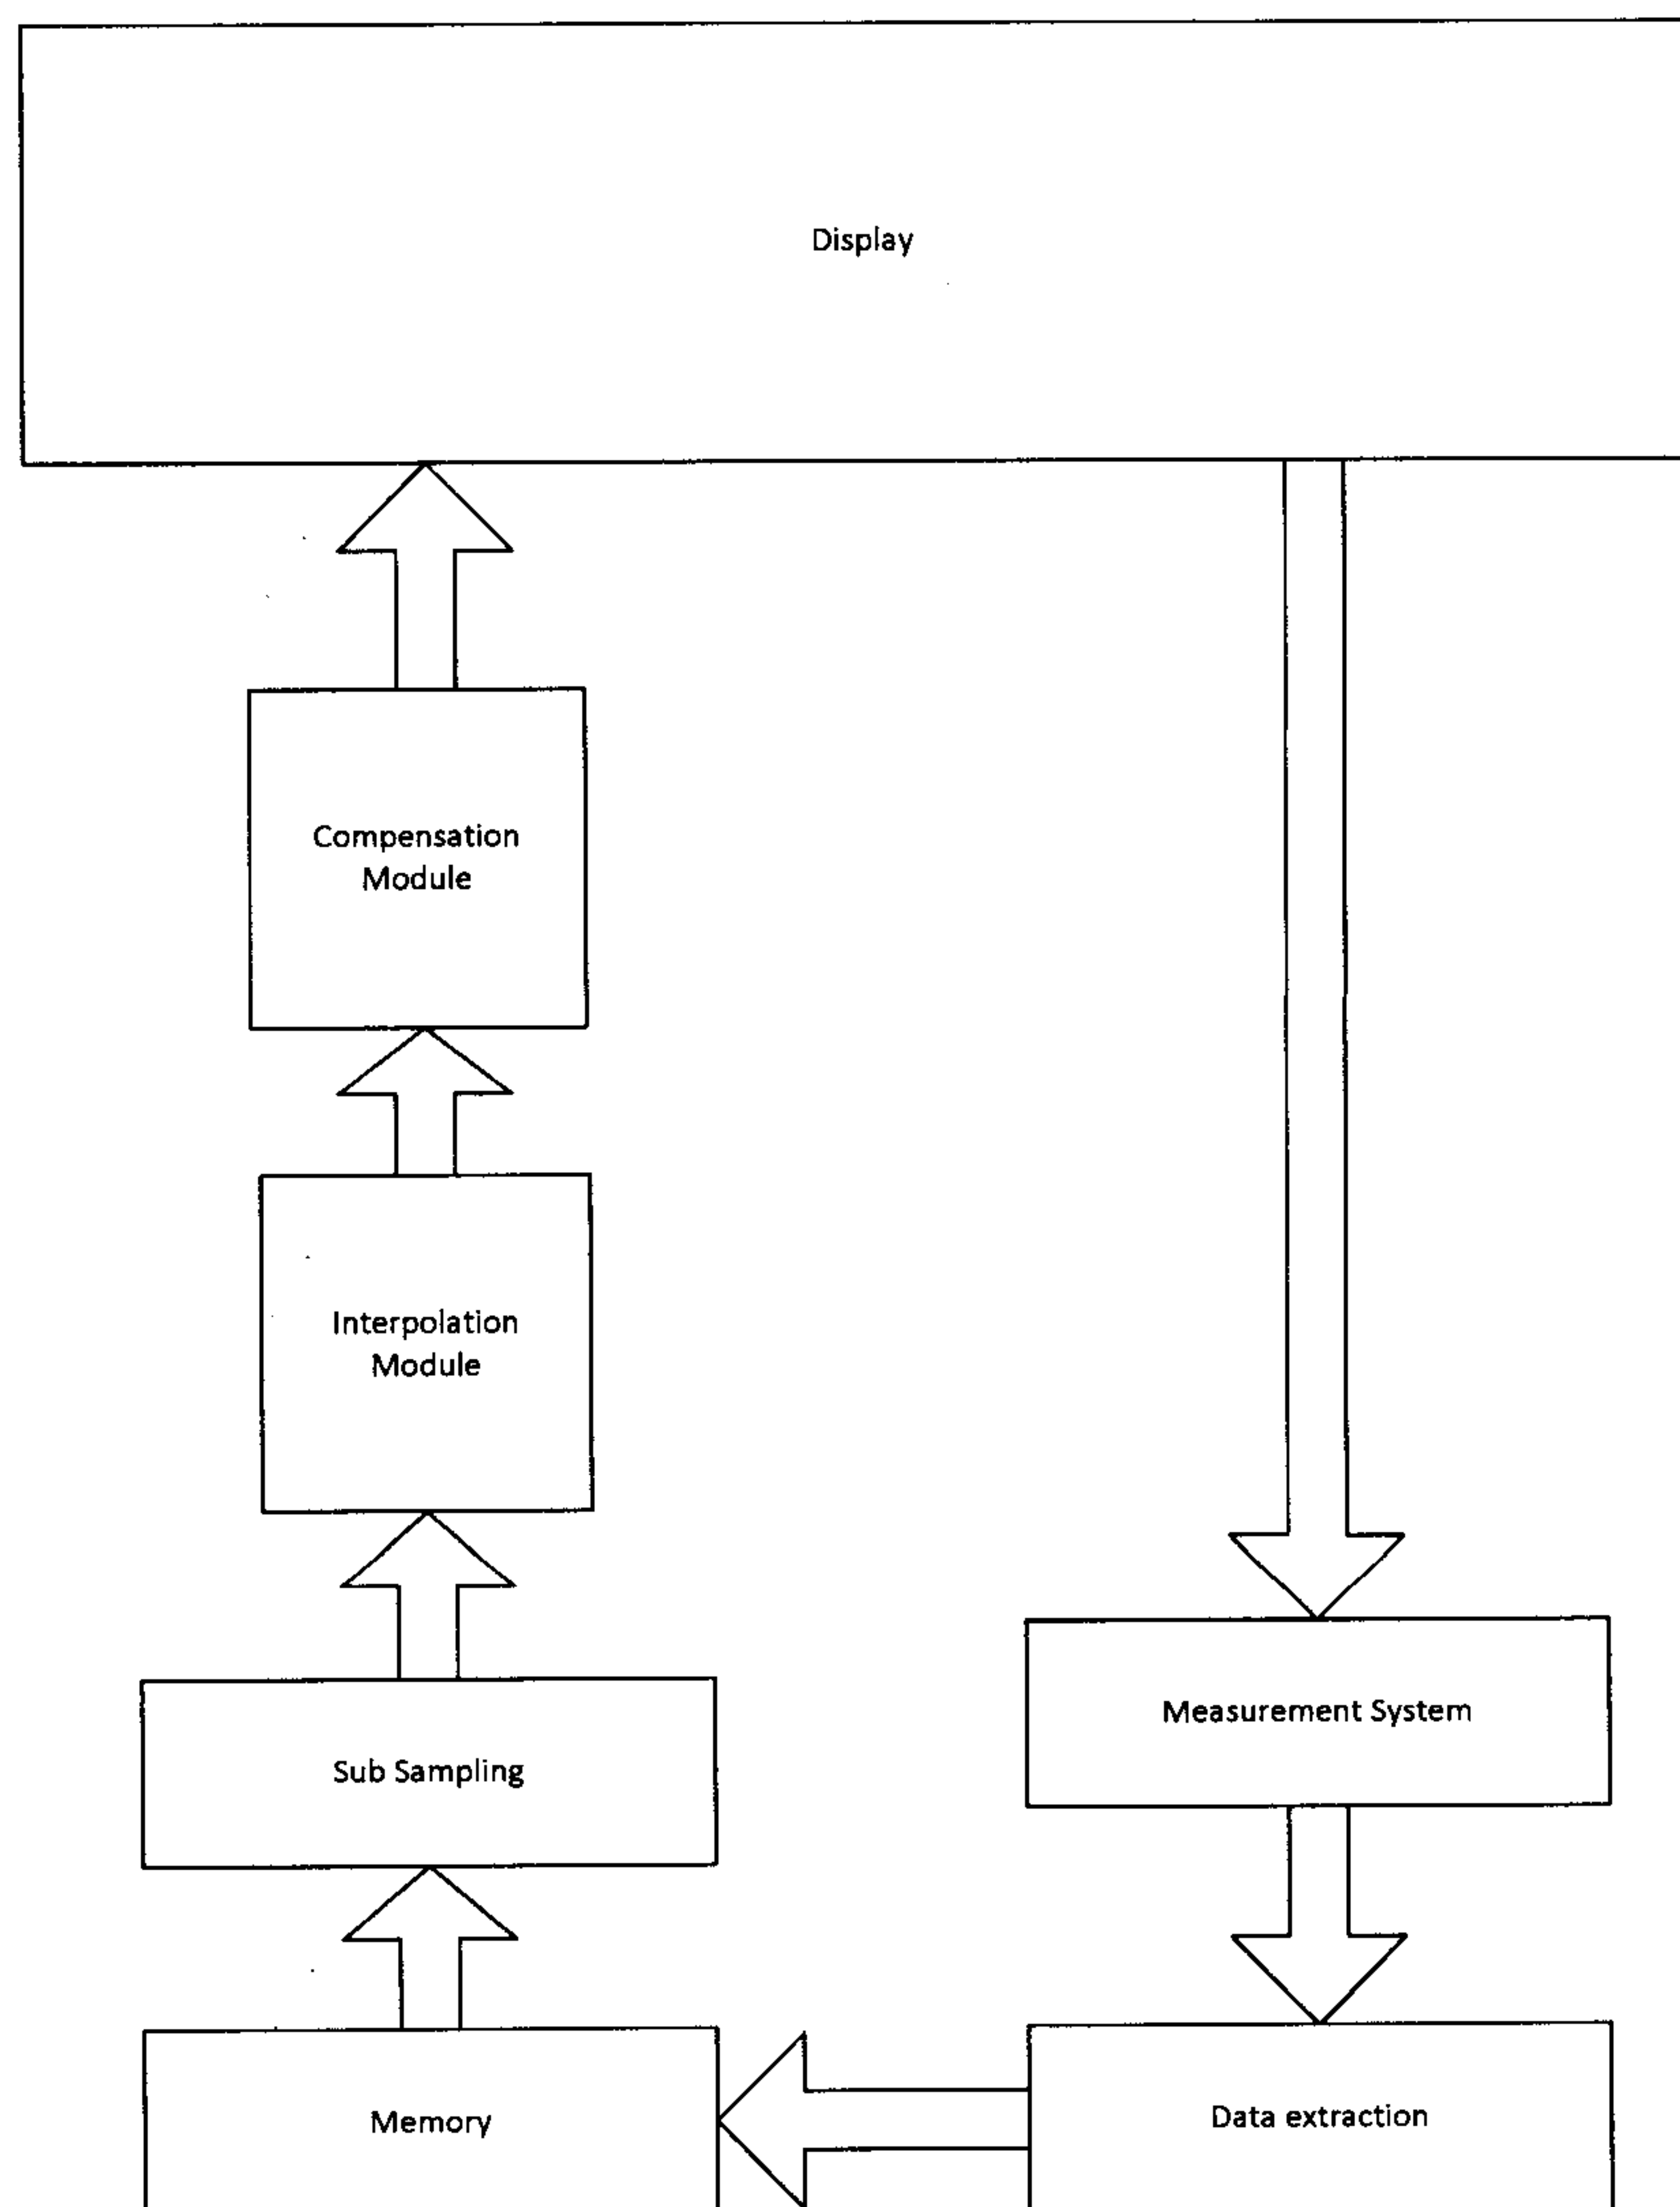 Display
Compensation
Module
Interpolation
Module
Sub Sampling
Measurement System
Memory
Data extraction